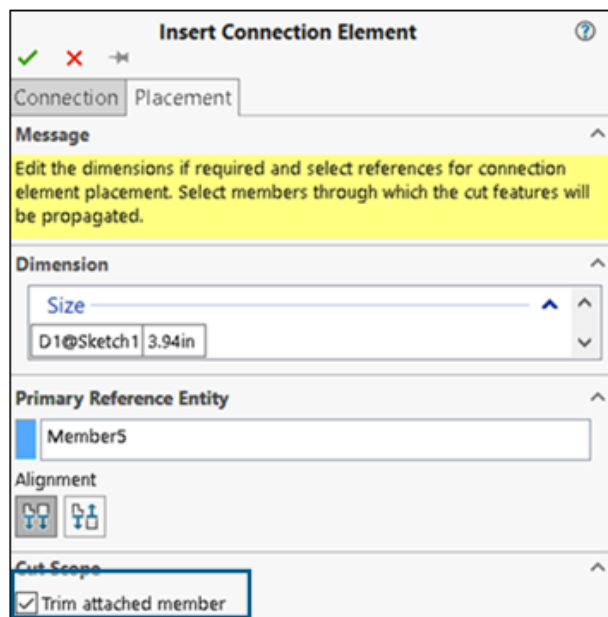 Insert Connection Element
Connection Placement
Message
Edit the dimensions if required and select references for connection
element placement. Select members through which the cut features will
be propagated.
Dimension
Size
D1@Sketch1 3.94in
Primary Reference Entity
Member5
Alignment
Cut Scope
Trim attached member